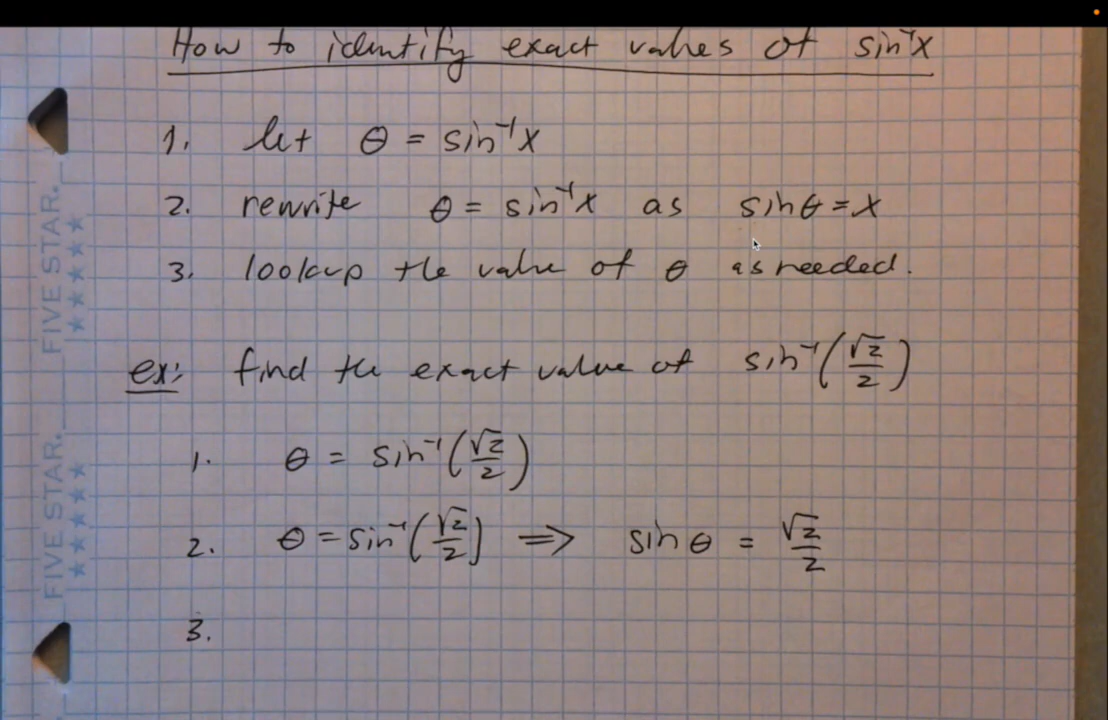 How to identify exact values of sin⁻¹x
1. let θ = sin⁻¹x
2. rewrite θ = sin⁻¹x as sinθ = x
3. lookup the value of θ as needed.
ex: find the exact value of sin⁻¹(√2/2)
1. θ = sin⁻¹(√2/2)
2. θ = sin⁻¹(√2/2) ⇒ sin θ = √2/2
3.
FIVE STAR.
★★★★★
FIVE STAR.
★★★★★